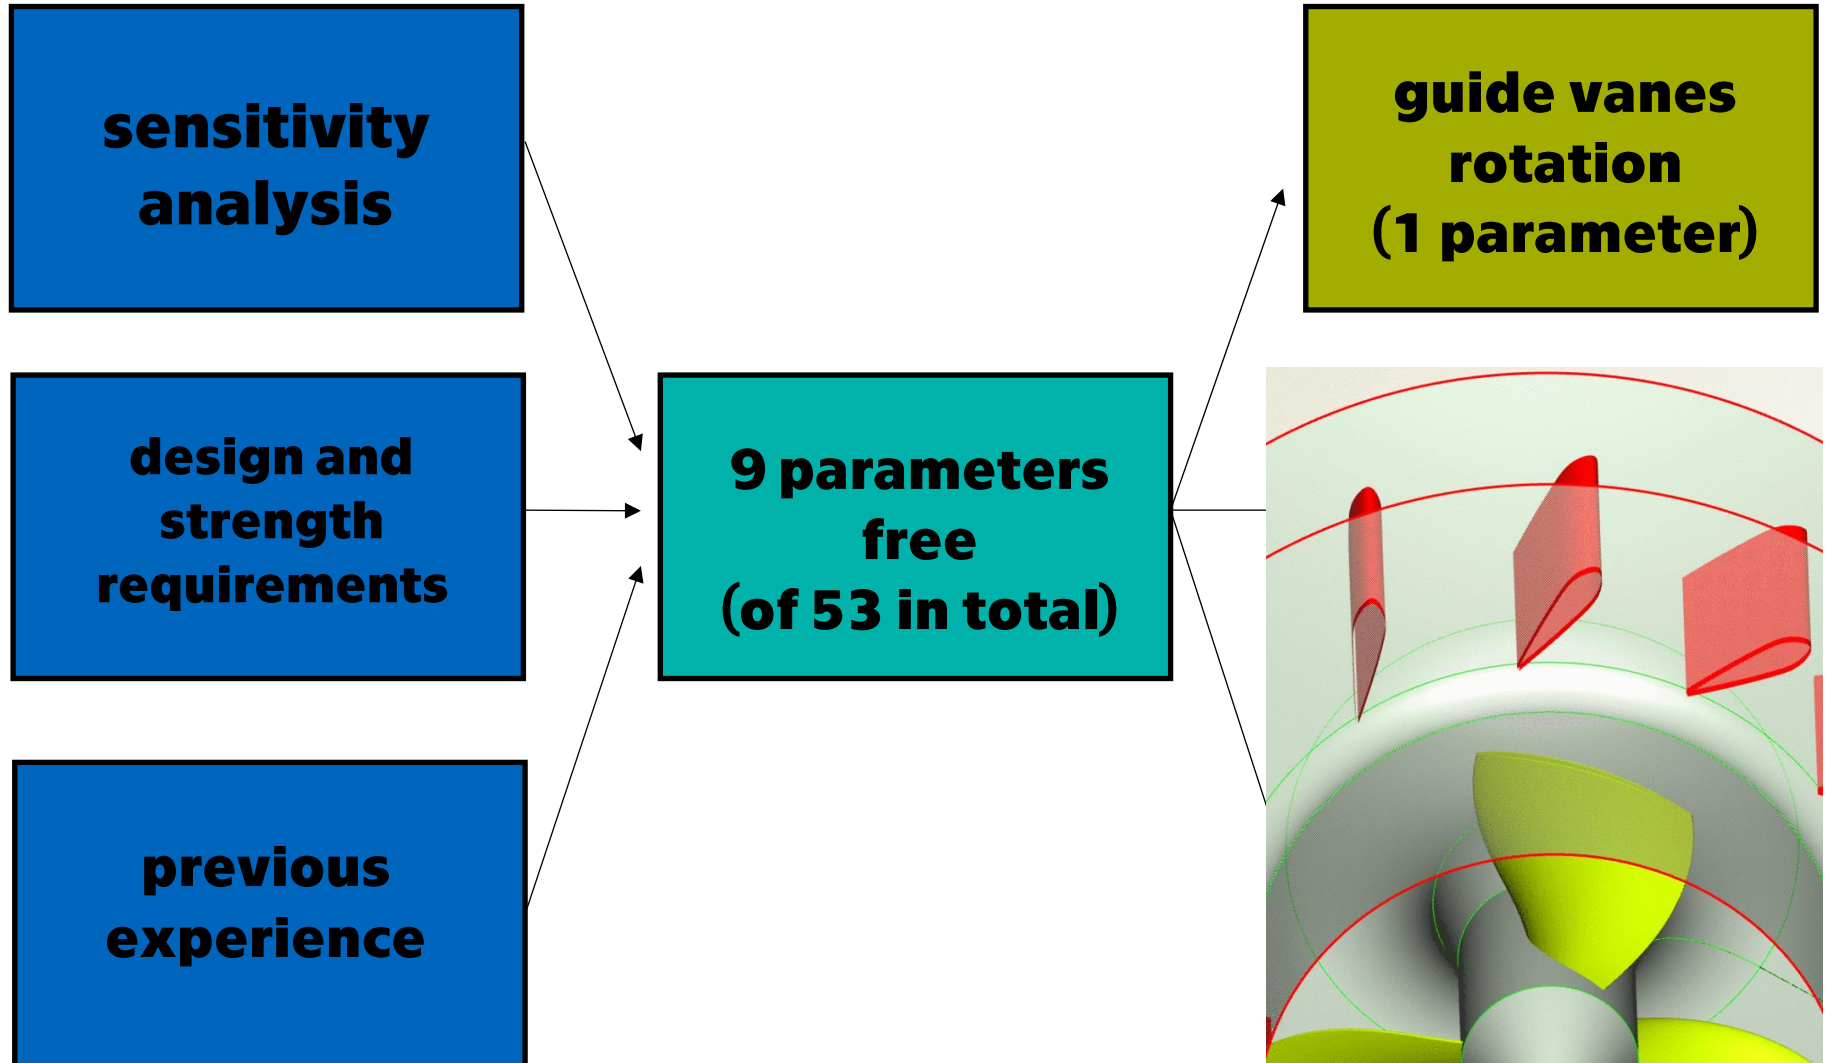 sensitivity
analysis
design and
strength
requirements
previous
experience
9 parameters
free
(of 53 in total)
guide vanes
rotation
(1 parameter)